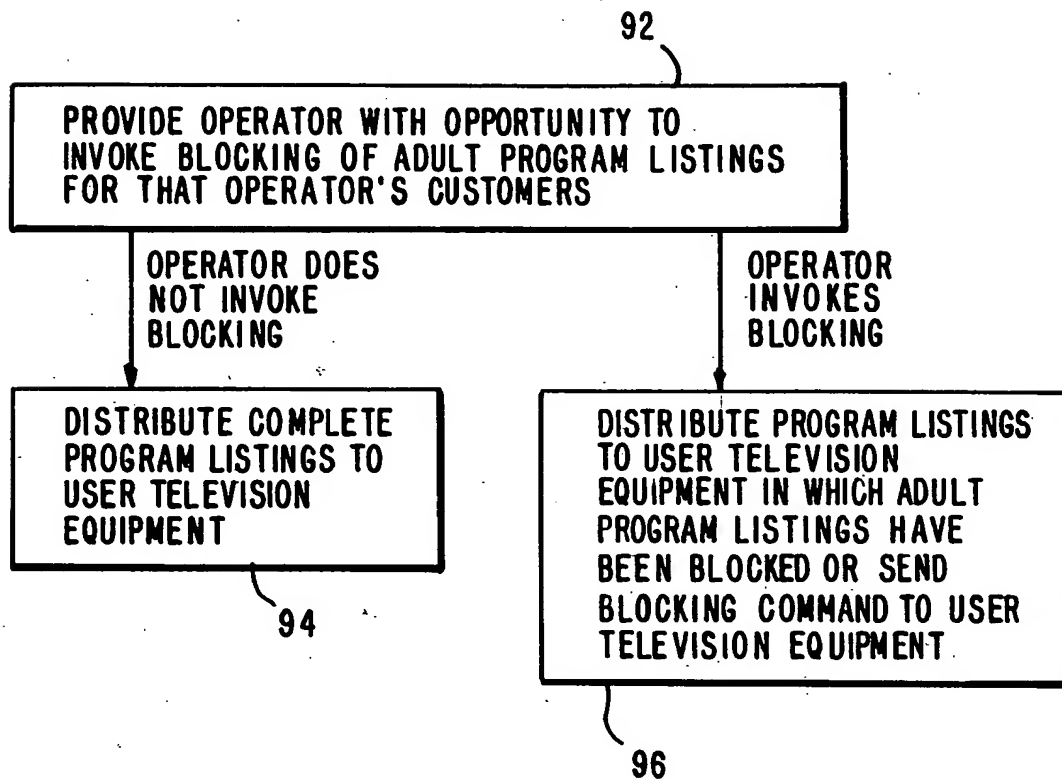 92
PROVIDE OPERATOR WITH OPPORTUNITY TO
INVOKE BLOCKING OF ADULT PROGRAM LISTINGS
FOR THAT OPERATOR'S CUSTOMERS
OPERATOR DOES
NOT INVOKE
BLOCKING
OPERATOR
INVOKES
BLOCKING
DISTRIBUTE COMPLETE
PROGRAM LISTINGS TO
USER TELEVISION
EQUIPMENT
94
DISTRIBUTE PROGRAM LISTINGS
TO USER TELEVISION
EQUIPMENT IN WHICH ADULT
PROGRAM LISTINGS HAVE
BEEN BLOCKED OR SEND
BLOCKING COMMAND TO USER
TELEVISION EQUIPMENT
96